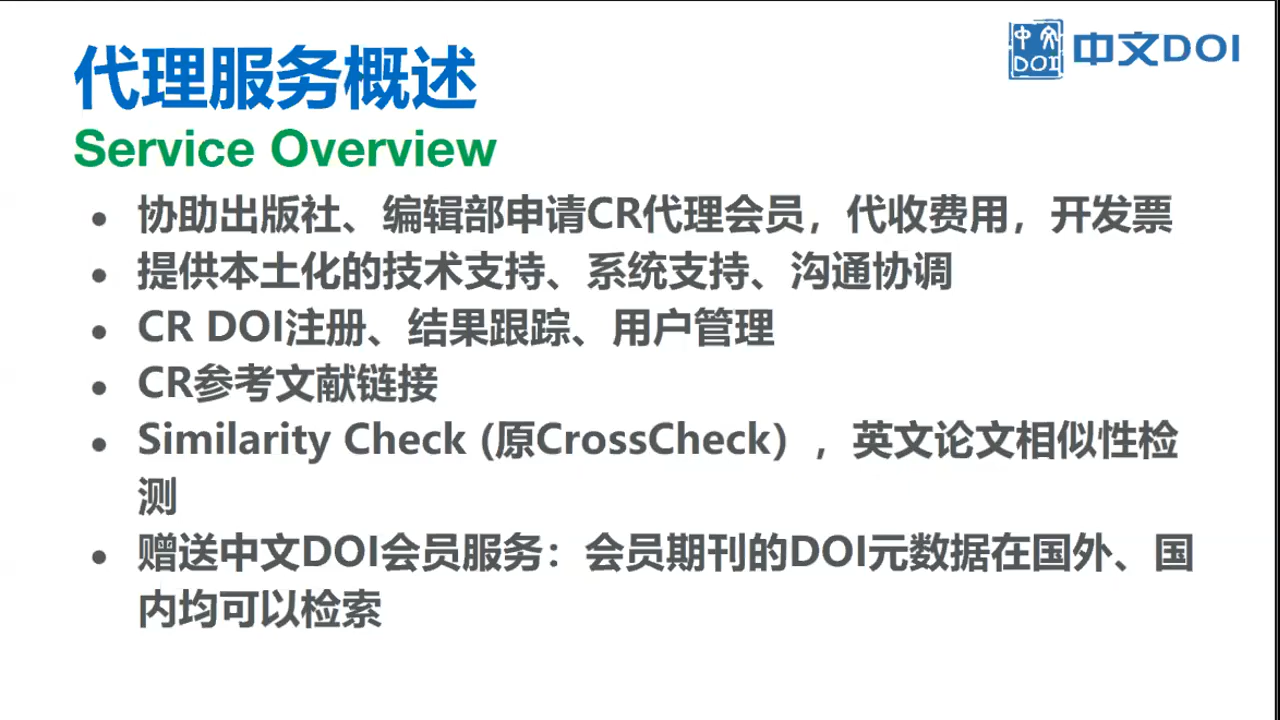 中文
DOI
中文DOI
代理服务概述
Service Overview
• 协助出版社、编辑部申请CR代理会员，代收费用，开发票
• 提供本土化的技术支持、系统支持、沟通协调
• CR DOI注册、结果跟踪、用户管理
• CR参考文献链接
• Similarity Check (原CrossCheck），英文论文相似性检
测
• 赠送中文DOI会员服务：会员期刊的DOI元数据在国外、国
内均可以检索